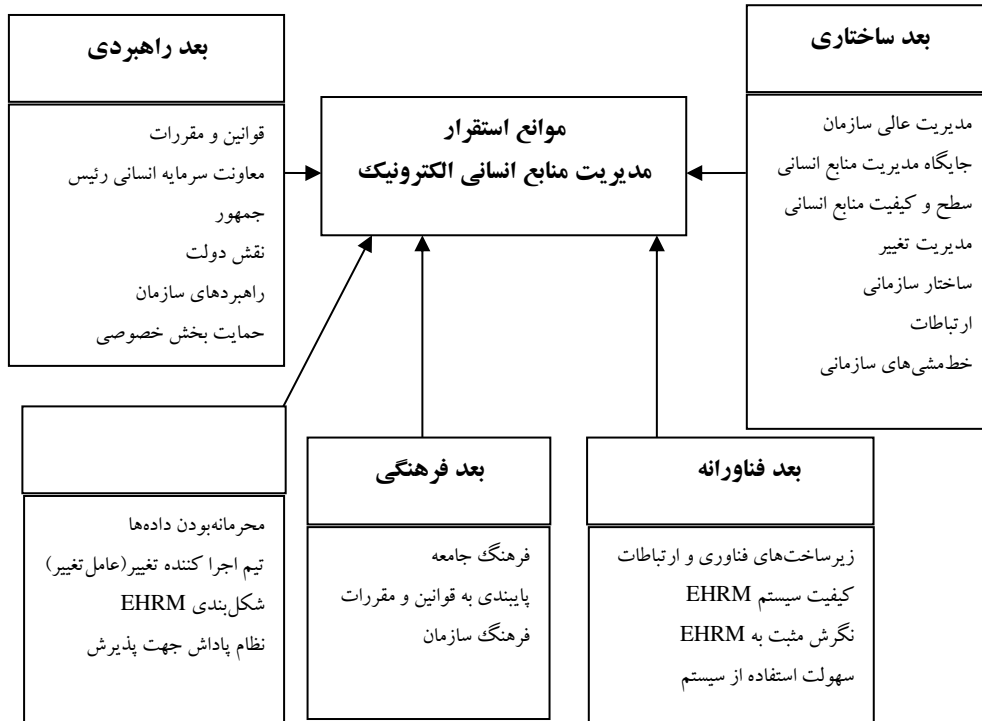 بعد ساختاری
مدیریت عالی سازمان
جایگاه مدیریت منابع انسانی
سطح و کیفیت منابع انسانی
مدیریت تغییر
ساختار سازمانی
ارتباطات
خط‌مشی‌های سازمانی
موانع استقرار
مدیریت منابع انسانی الکترونیک
بعد راهبردی
قوانین و مقررات
معاونت سرمایه انسانی رئیس
جمهور
نقش دولت
راهبردهای سازمان
حمایت بخش خصوصی
بعد فناورانه
زیرساخت‌های فناوری و ارتباطات
کیفیت سیستم EHRM
نگرش مثبت به EHRM
سهولت استفاده از سیستم
بعد فرهنگی
فرهنگ جامعه
پایبندی به قوانین و مقررات
فرهنگ سازمان
محرمانه‌بودن داده‌ها
تیم اجرا کننده تغییر(عامل تغییر)
شکل‌بندی EHRM
نظام پاداش جهت پذیرش